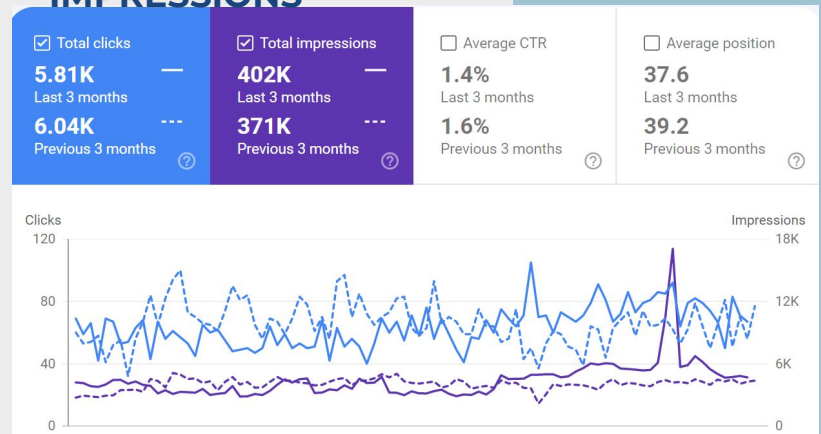 IMPRESSIONS
Total clicks
5.81K
Last 3 months
6.04K
Previous 3 months
Total impressions
402K
Last 3 months
371K
Previous 3 months
Average CTR
1.4%
Last 3 months
1.6%
Previous 3 months
Average position
37.6
Last 3 months
39.2
Previous 3 months
Clicks
Impressions
120
18K
80
12K
40
6K
0
0